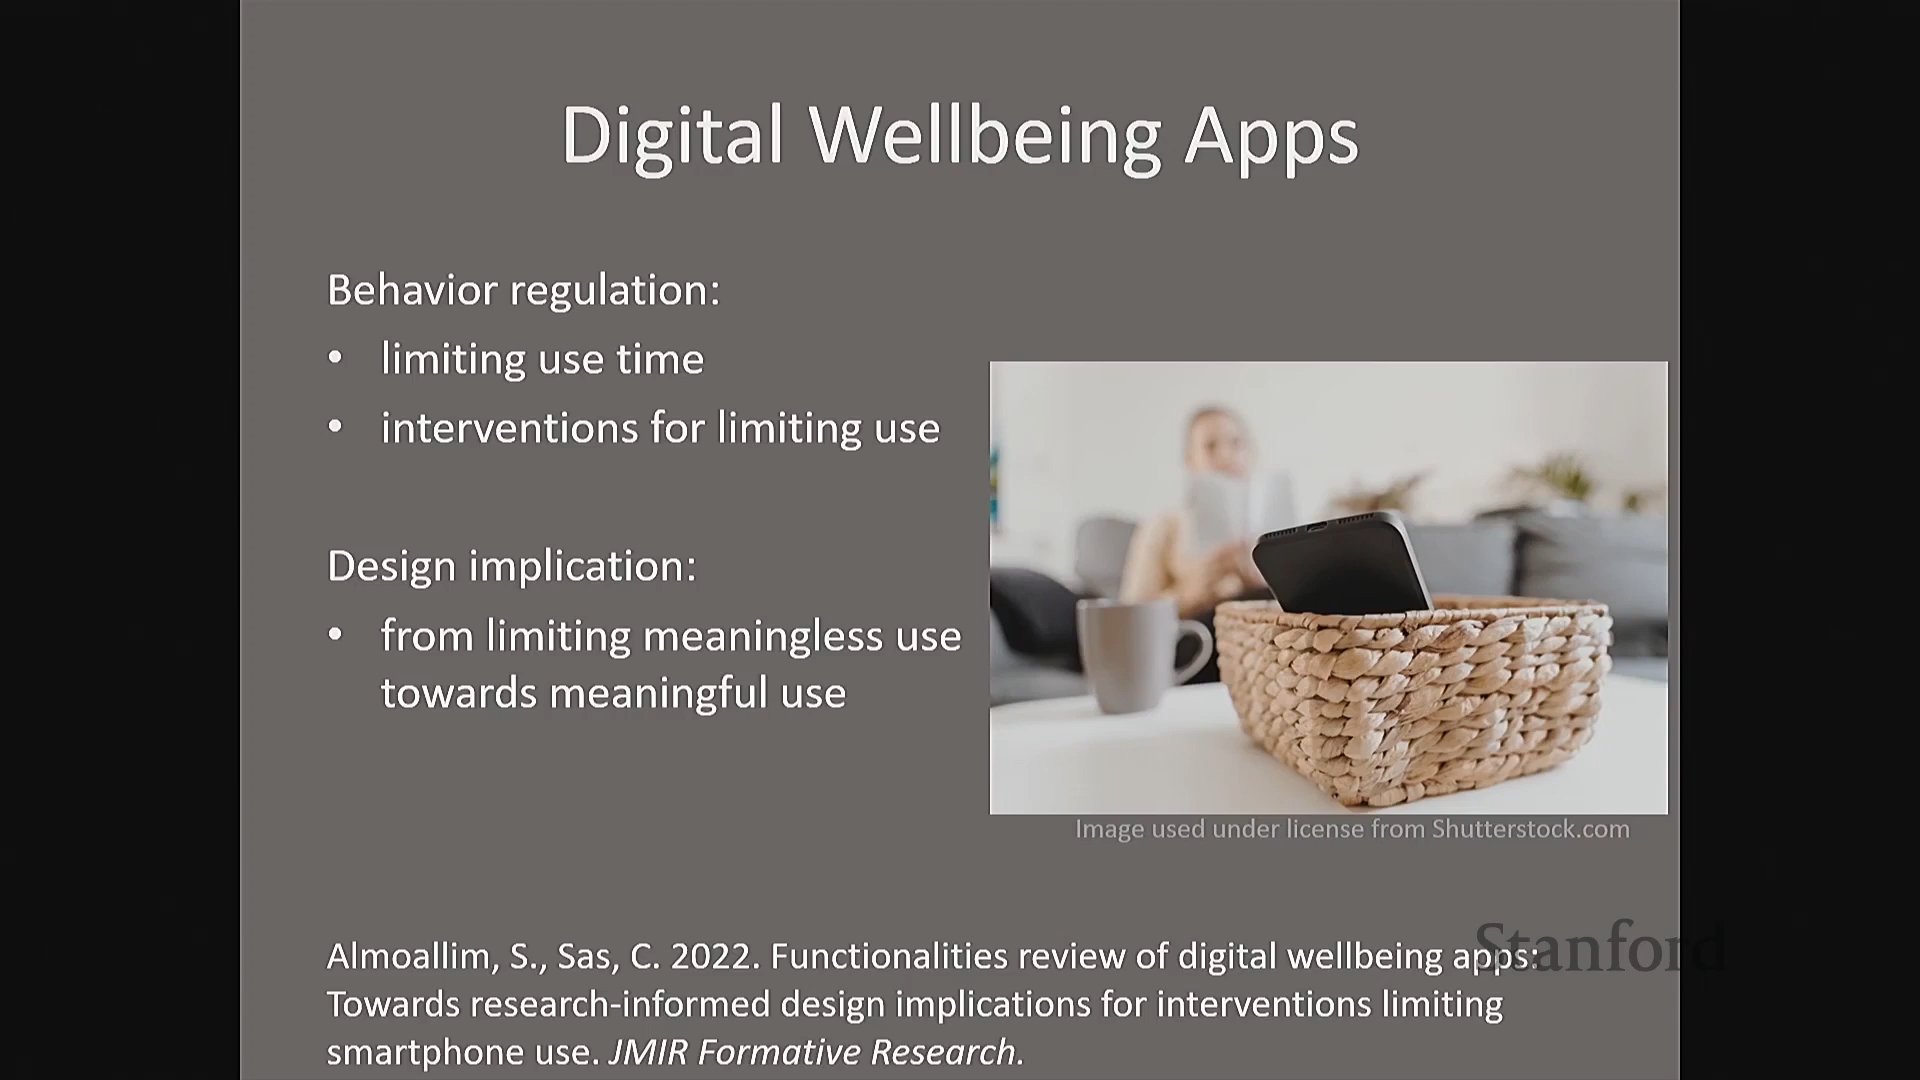 Digital Wellbeing Apps
Behavior regulation:
• limiting use time
• interventions for limiting use
Design implication:
• from limiting meaningless use
towards meaningful use
Image used under license from Shutterstock.com
Almoallim, S., Sas, C. 2022. Functionalities review of digital wellbeing apps:
Towards research-informed design implications for interventions limiting
smartphone use. JMIR Formative Research.
Stanford